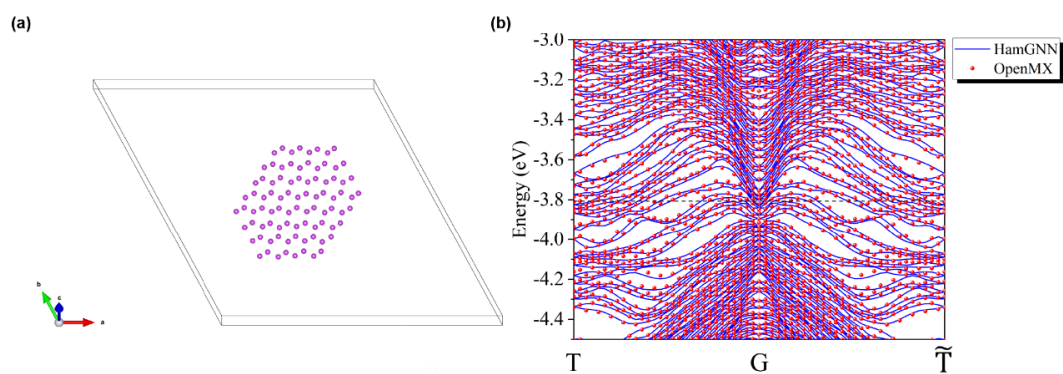 (a)
b
c
a
(b)
-3.0
-3.2
-3.4
-3.6
-3.8
-4.0
-4.2
-4.4
Energy (eV)
T
G
T̃
HamGNN
OpenMX